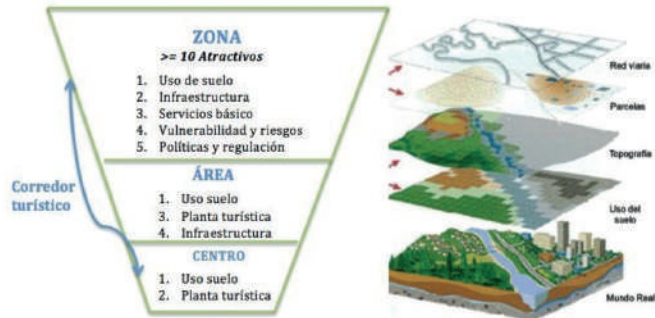 ZONA
>= 10 Atractivos
1. Uso de suelo
2. Infraestructura
3. Servicios básico
4. Vulnerabilidad y riesgos
5. Políticas y regulación
ÁREA
1. Uso suelo
3. Planta turística
4. Infraestructura
CENTRO
1. Uso suelo
2. Planta turística
Corredor
turístico
Red viaria
Parcelas
Topografía
Uso del
suelo
Mundo Real